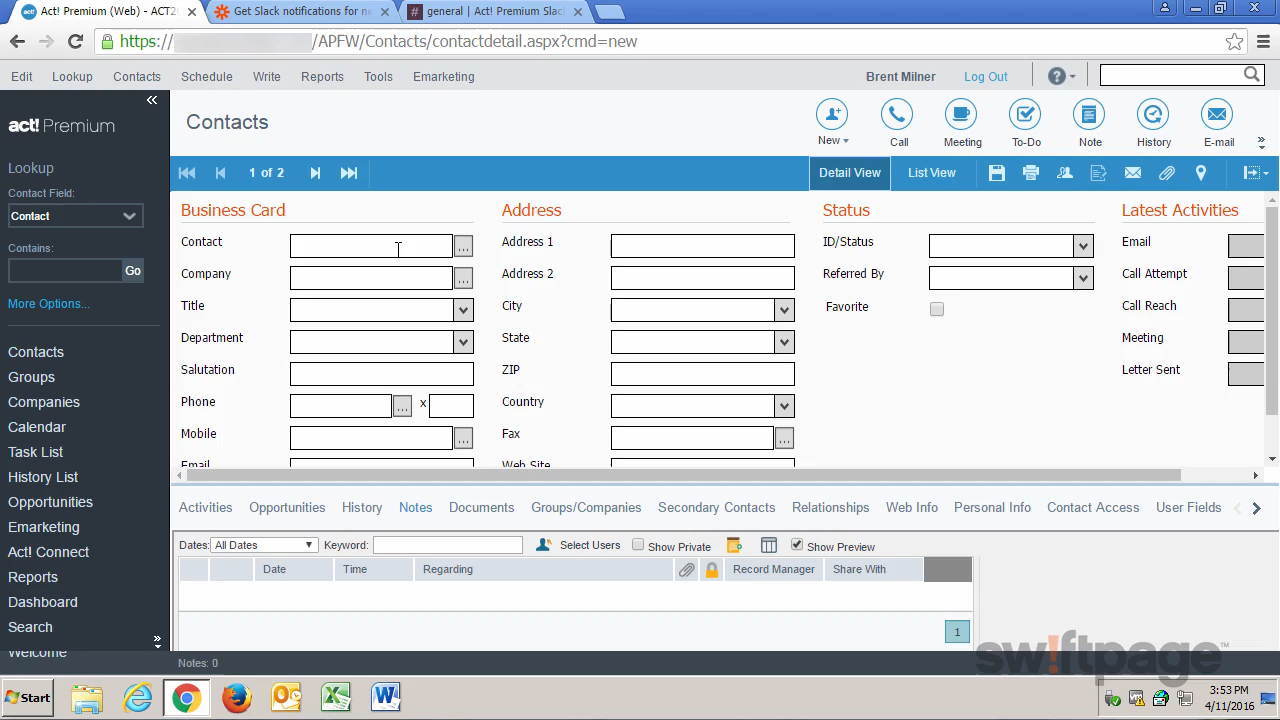 Act! Premium (Web) - ACT2
Get Slack notifications for ne
general | Act! Premium Slac
https://
/APFW/Contacts/contactdetail.aspx?cmd=new
Edit Lookup Contacts Schedule Write Reports Tools Emarketing Brent Milner Log Out
act! Premium
Contacts
New Call Meeting To-Do Note History E-mail
1 of 2 Detail View List View
Lookup
Contact Field:
Contact
Contains:
Go
More Options...
Contacts
Groups
Companies
Calendar
Task List
History List
Opportunities
Emarketing
Act! Connect
Reports
Dashboard
Search
Welcome
Business Card Address Status Latest Activities
Contact ... Address 1 ID/Status Email
Company ... Address 2 Referred By Call Attempt
Title City Favorite Call Reach
Department State Meeting
Salutation ZIP Letter Sent
Phone ... x Country
Mobile ... Fax ...
Email Web Site
Activities Opportunities History Notes Documents Groups/Companies Secondary Contacts Relationships Web Info Personal Info Contact Access User Fields
Dates: All Dates Keyword: Select Users Show Private Show Preview
Date Time Regarding Record Manager Share With
1
Notes: 0
sw!ftpage™
Start
3:53 PM
4/11/2016